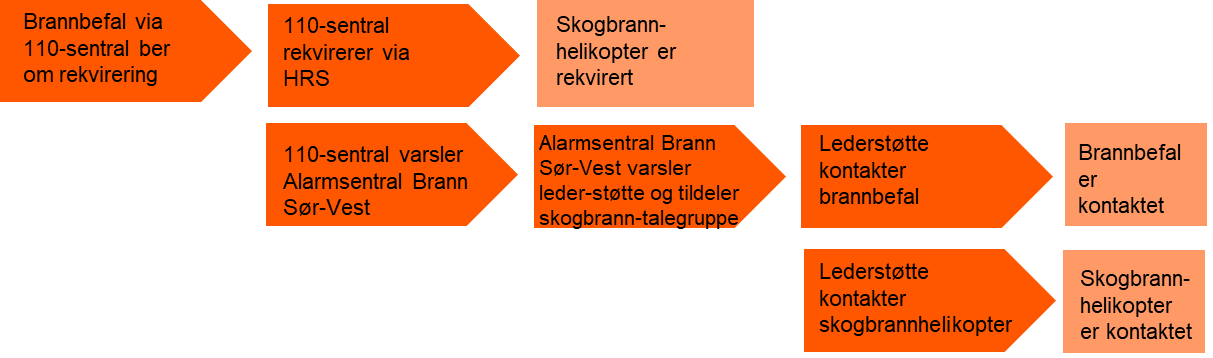 Brannbefal via
110-sentral ber
om rekvirering
110-sentral
rekvirerer via
HRS
Skogbrann-
helikopter er
rekvirert
110-sentral varsler
Alarmsentral Brann
Sør-Vest
Alarmsentral Brann
Sør-Vest varsler
leder-støtte og tildeler
skogbrann-talegruppe
Lederstøtte
kontakter
brannbefal
Brannbefal
er
kontaktet
Lederstøtte
kontakter
skogbrannhelikopter
Skogbrann-
helikopter
er kontaktet